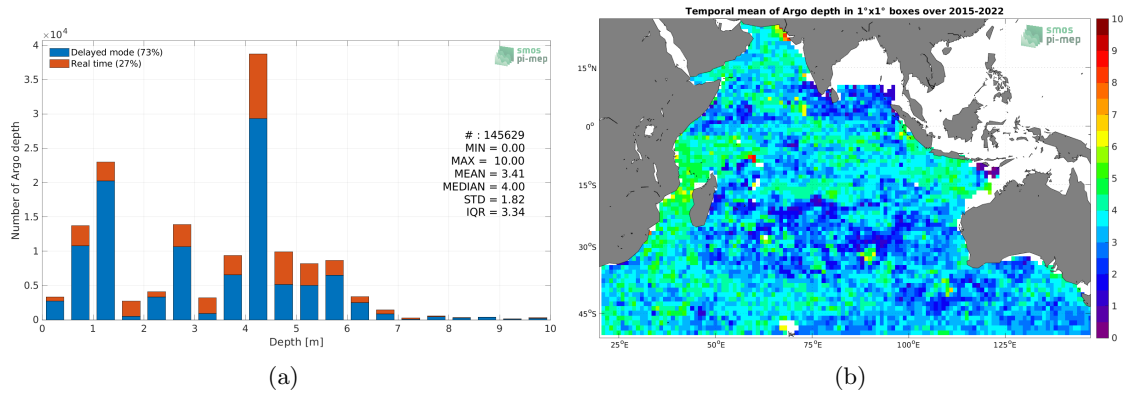 ×10⁴
4
3.5
3
2.5
2
1.5
1
0.5
0
Number of Argo depth
Delayed mode (73%)
Real time (27%)
smos
pi-mep
# : 145629
MIN = 0.00
MAX = 10.00
MEAN = 3.41
MEDIAN = 4.00
STD = 1.82
IQR = 3.34
0 1 2 3 4 5 6 7 8 9 10
Depth [m]
(a)
Temporal mean of Argo depth in 1°x1° boxes over 2015-2022
smos
pi-mep
15°N
0°
15°S
30°S
45°S
25°E 50°E 75°E 100°E 125°E
10
9
8
7
6
5
4
3
2
1
0
(b)